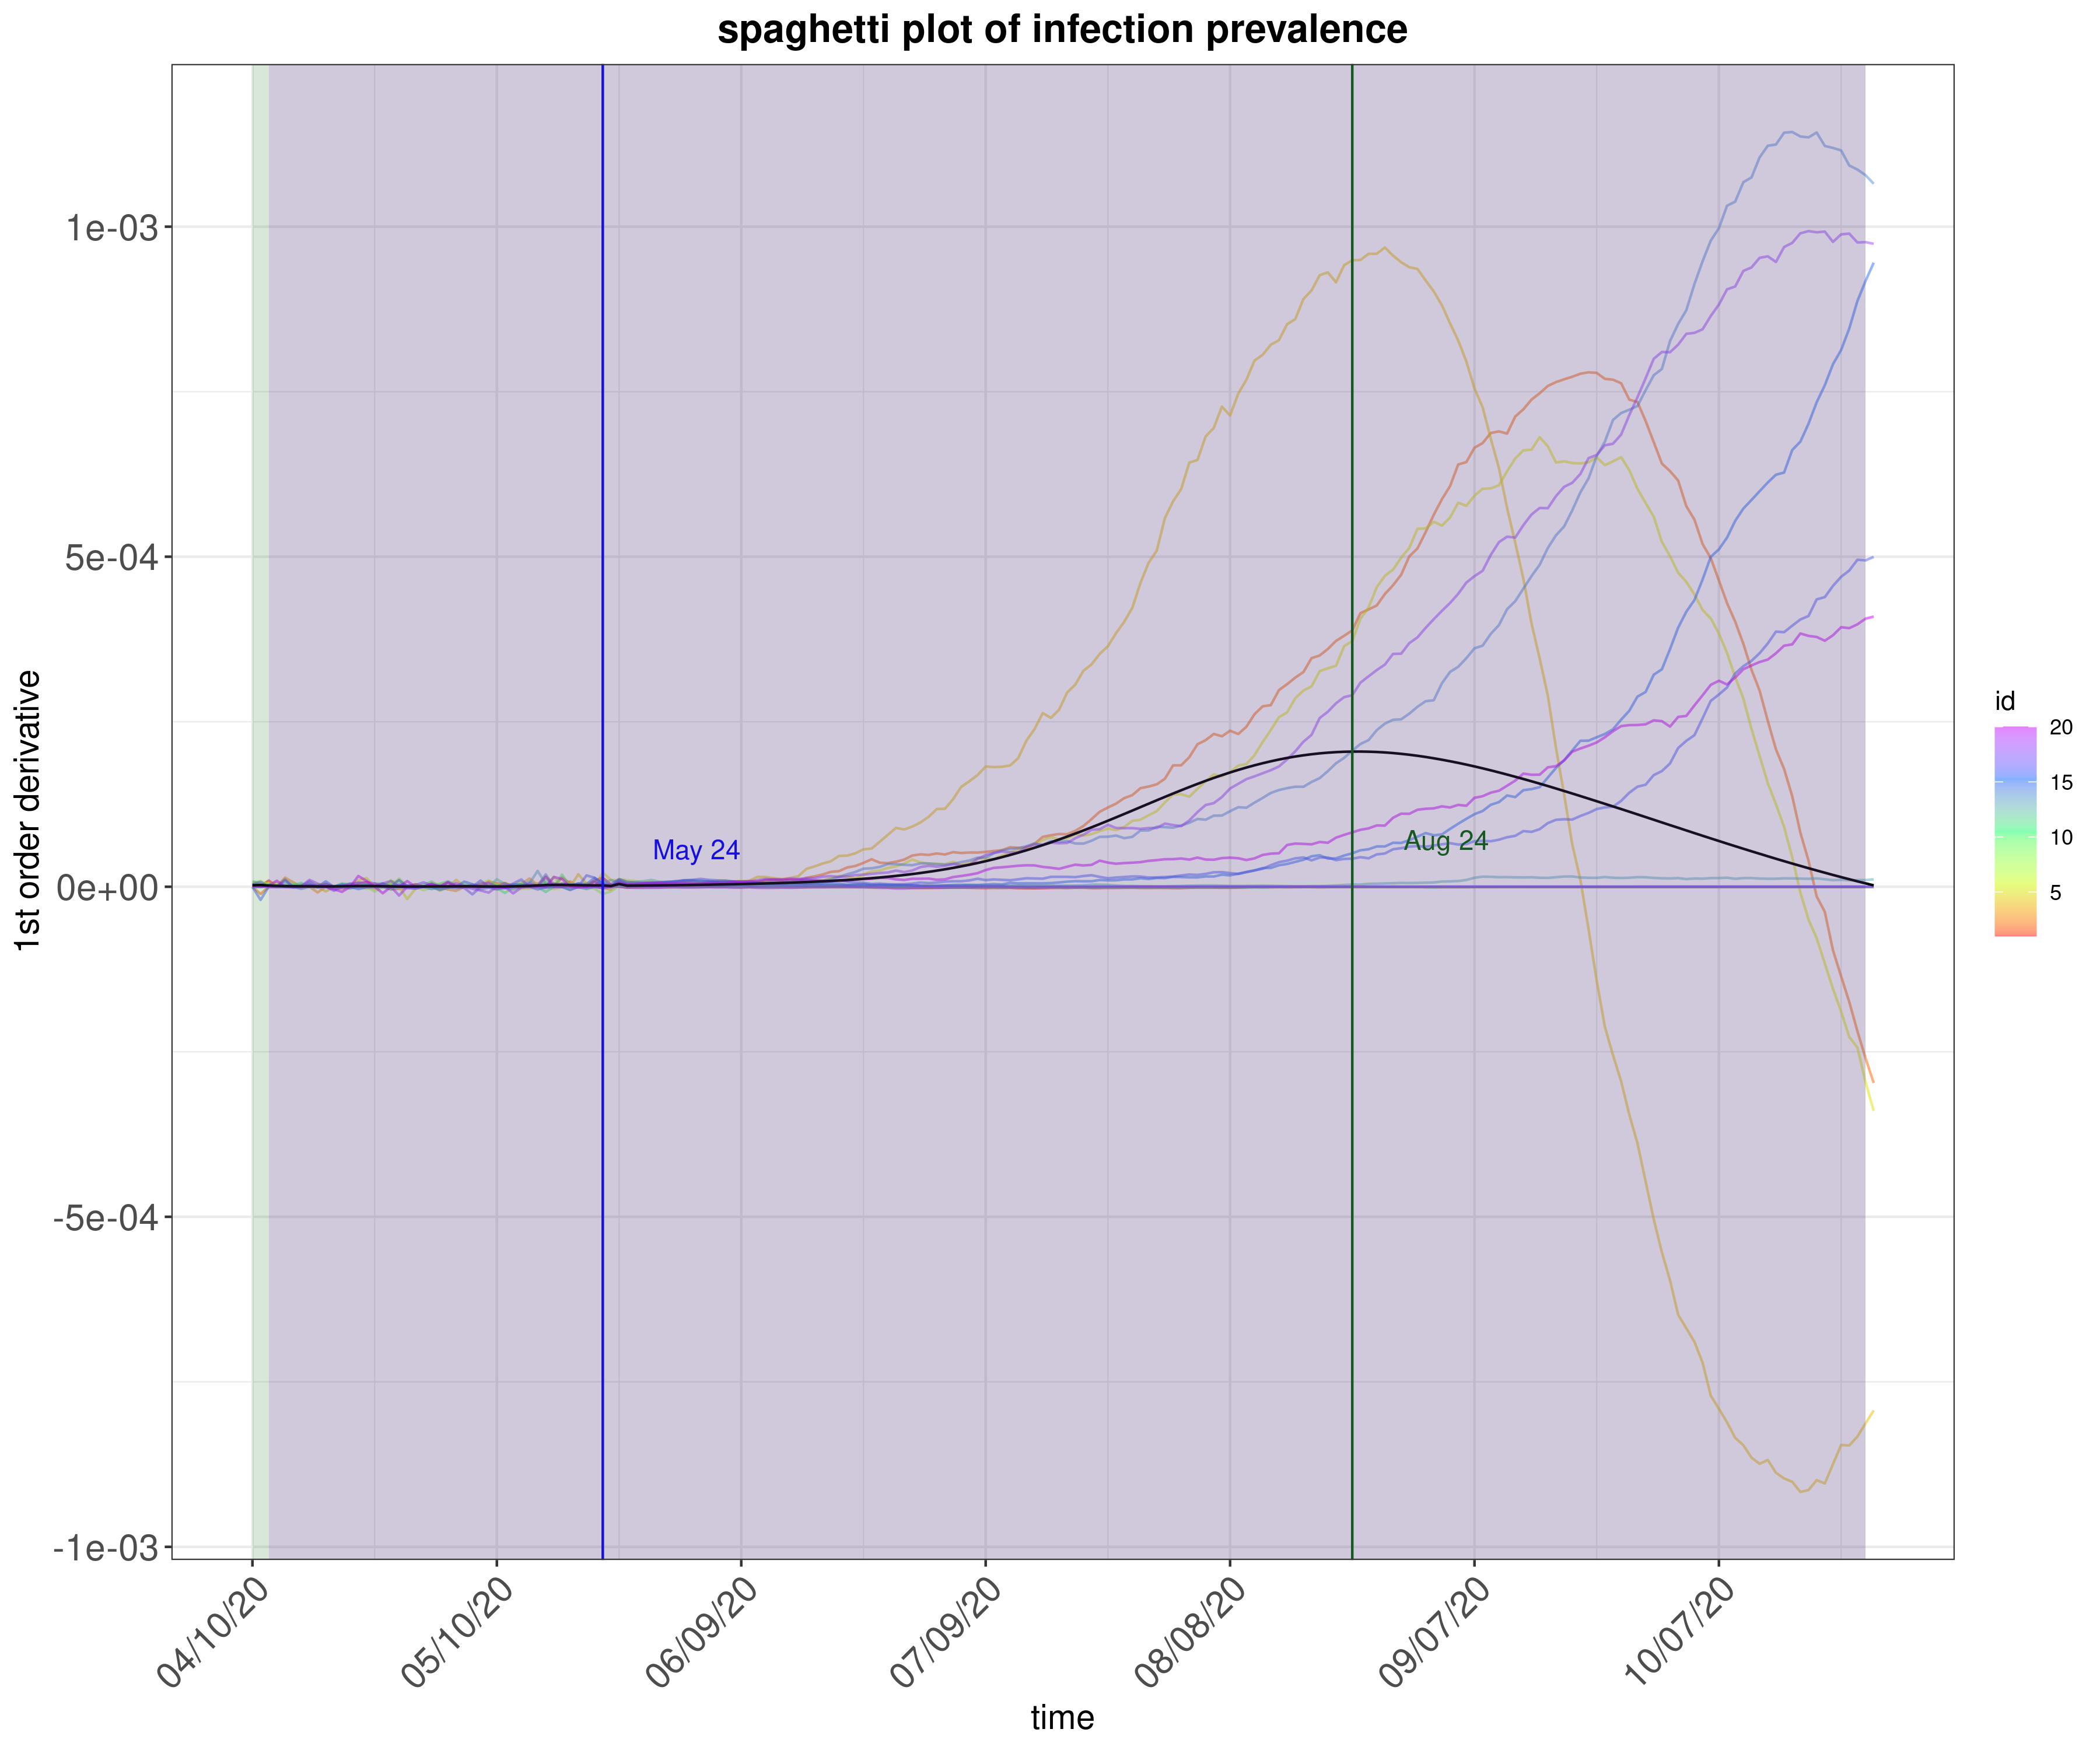 spaghetti plot of infection prevalence
1st order derivative
1e-03
5e-04
0e+00
-5e-04
-1e-03
May 24
Aug 24
id
20
15
10
5
04/10/20
05/10/20
06/09/20
07/09/20
08/08/20
09/07/20
10/07/20
time